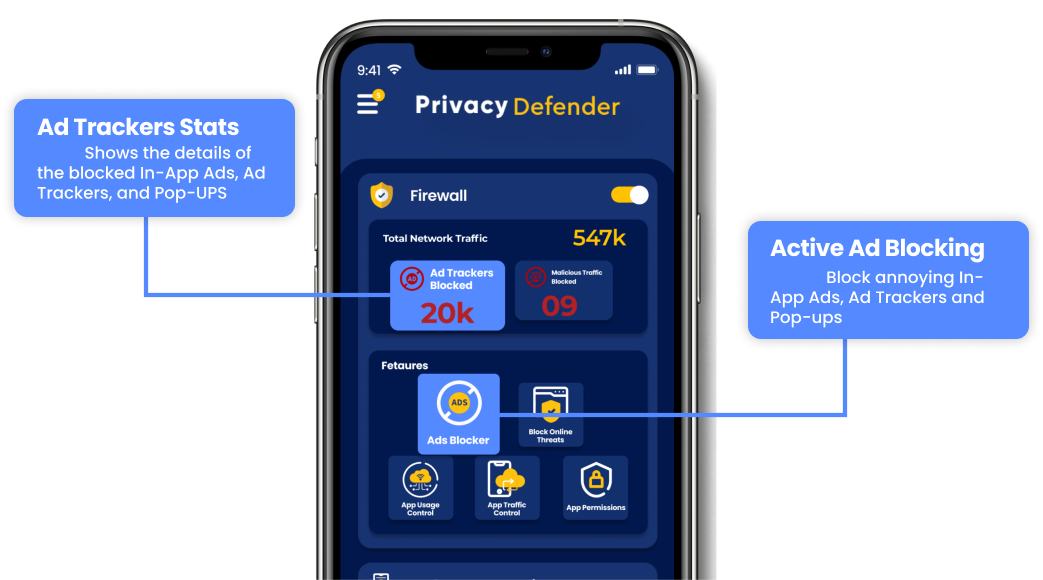 9:41
5
Privacy Defender
Ad Trackers Stats
Shows the details of
the blocked In-App Ads, Ad
Trackers, and Pop-UPS
Firewall
Total Network Traffic
547k
AD
Ad Trackers
Blocked
20k
Malicious Traffic
Blocked
09
Active Ad Blocking
Block annoying In-
App Ads, Ad Trackers and
Pop-ups
Fetaures
ADS
Ads Blocker
Block Online
Threats
App Usage
Control
App Traffic
Control
App Permissions